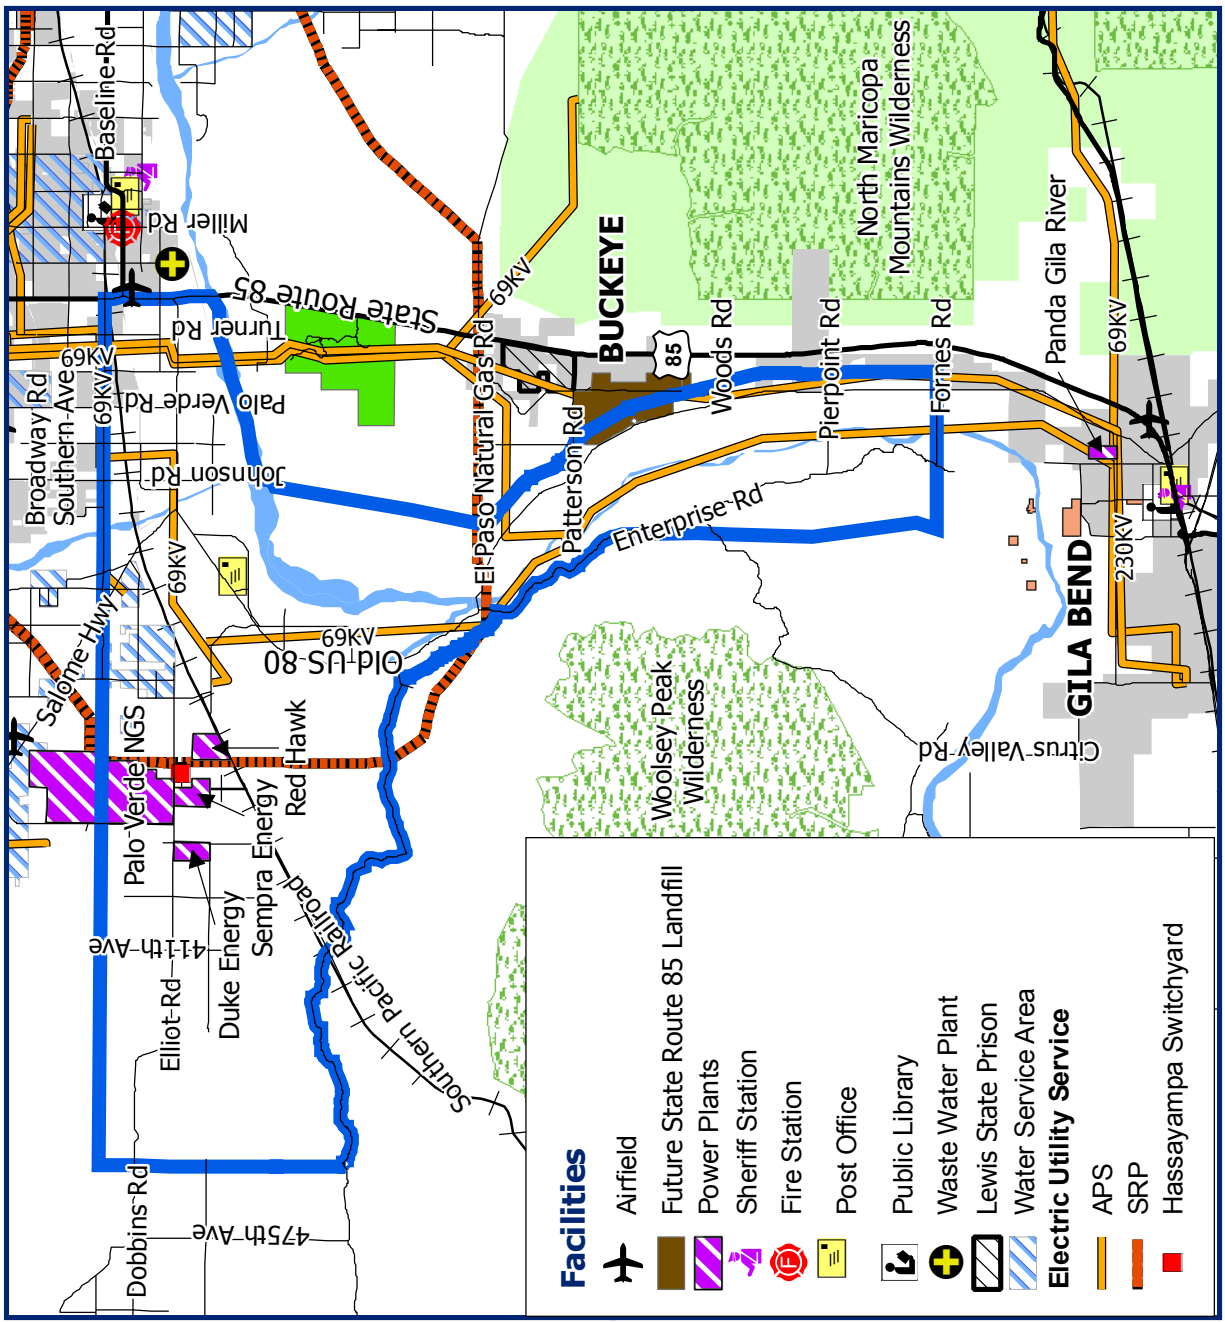 Baseline Rd
Miller Rd
Broadway Rd
Southern Ave
69KV
69KV
Turner Rd
State Route 85
Palo Verde Rd
Johnson Rd
69KV
69KV
BUCKEYE
85
North Maricopa
Mountains Wilderness
El Paso Natural Gas Rd
Patterson Rd
Woods Rd
Pierpoint Rd
Fornes Rd
Panda Gila River
69KV
Enterprise Rd
69KV
Old US 80
Salome Hwy
Palo Verde NGS
Red Hawk
Sempra Energy
Duke Energy
411th Ave
Elliot Rd
Southern Pacific Railroad
Dobbins Rd
475th Ave
Woolsey Peak
Wilderness
GILA BEND
230KV
Citrus Valley Rd
Facilities
Airfield
Future State Route 85 Landfill
Power Plants
Sheriff Station
F
Fire Station
Post Office
Public Library
Waste Water Plant
Lewis State Prison
Water Service Area
Electric Utility Service
APS
SRP
Hassayampa Switchyard